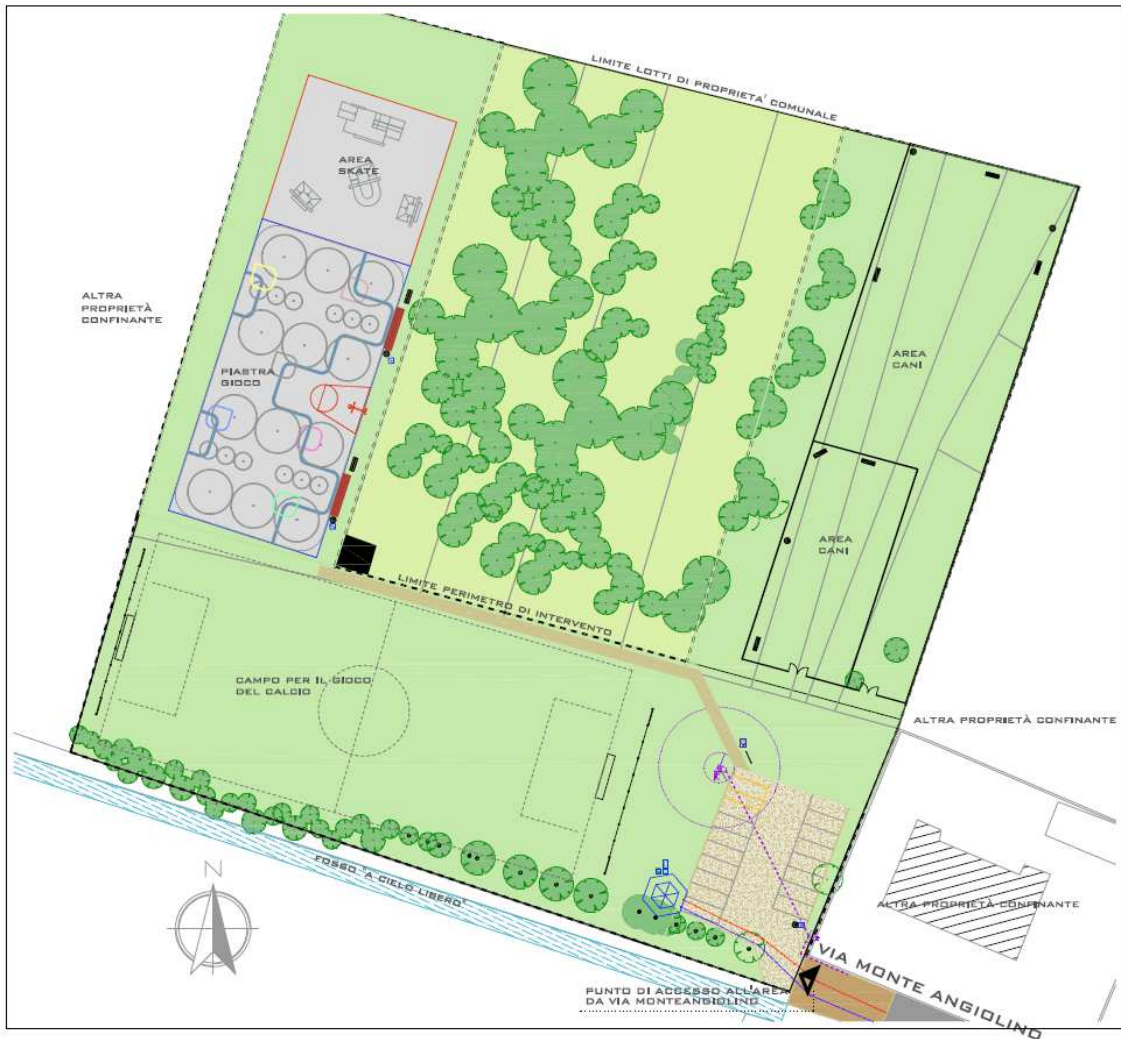 LIMITE LOTTI DI PROPRIETA' COMUNALE
AREA
SKATE
ALTRA
PROPRIETÀ
CONFINANTE
PIASTRA
GIOCO
AREA
CANI
AREA
CANI
LIMITE PERIMETRO DI INTERVENTO
CAMPO PER IL GIOCO
DEL CALCIO
ALTRA PROPRIETÀ CONFINANTE
FOSSO "A CIELO LIBERO"
N
ALTRA PROPRIETÀ CONFINANTE
VIA MONTE ANGIOLINO
PUNTO DI ACCESSO ALL'AREA
DA VIA MONTEANGIOLINO